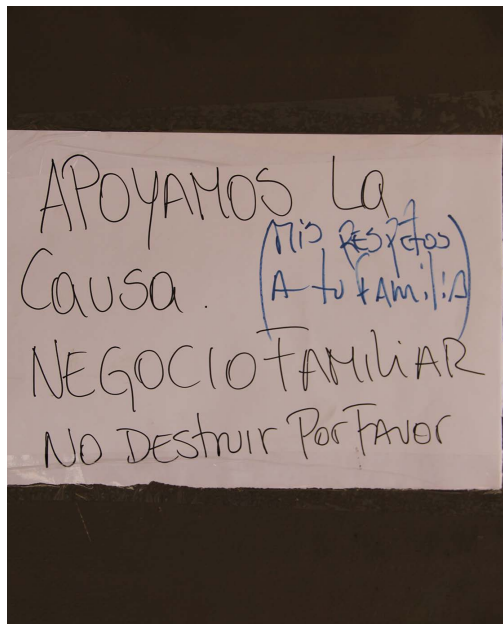 APOYAMOS La
Causa.
(Mis RESPETOS
A tu FAMiliA)
NEGOCIO FAMILiAR
NO DEStruir Por FAVOR